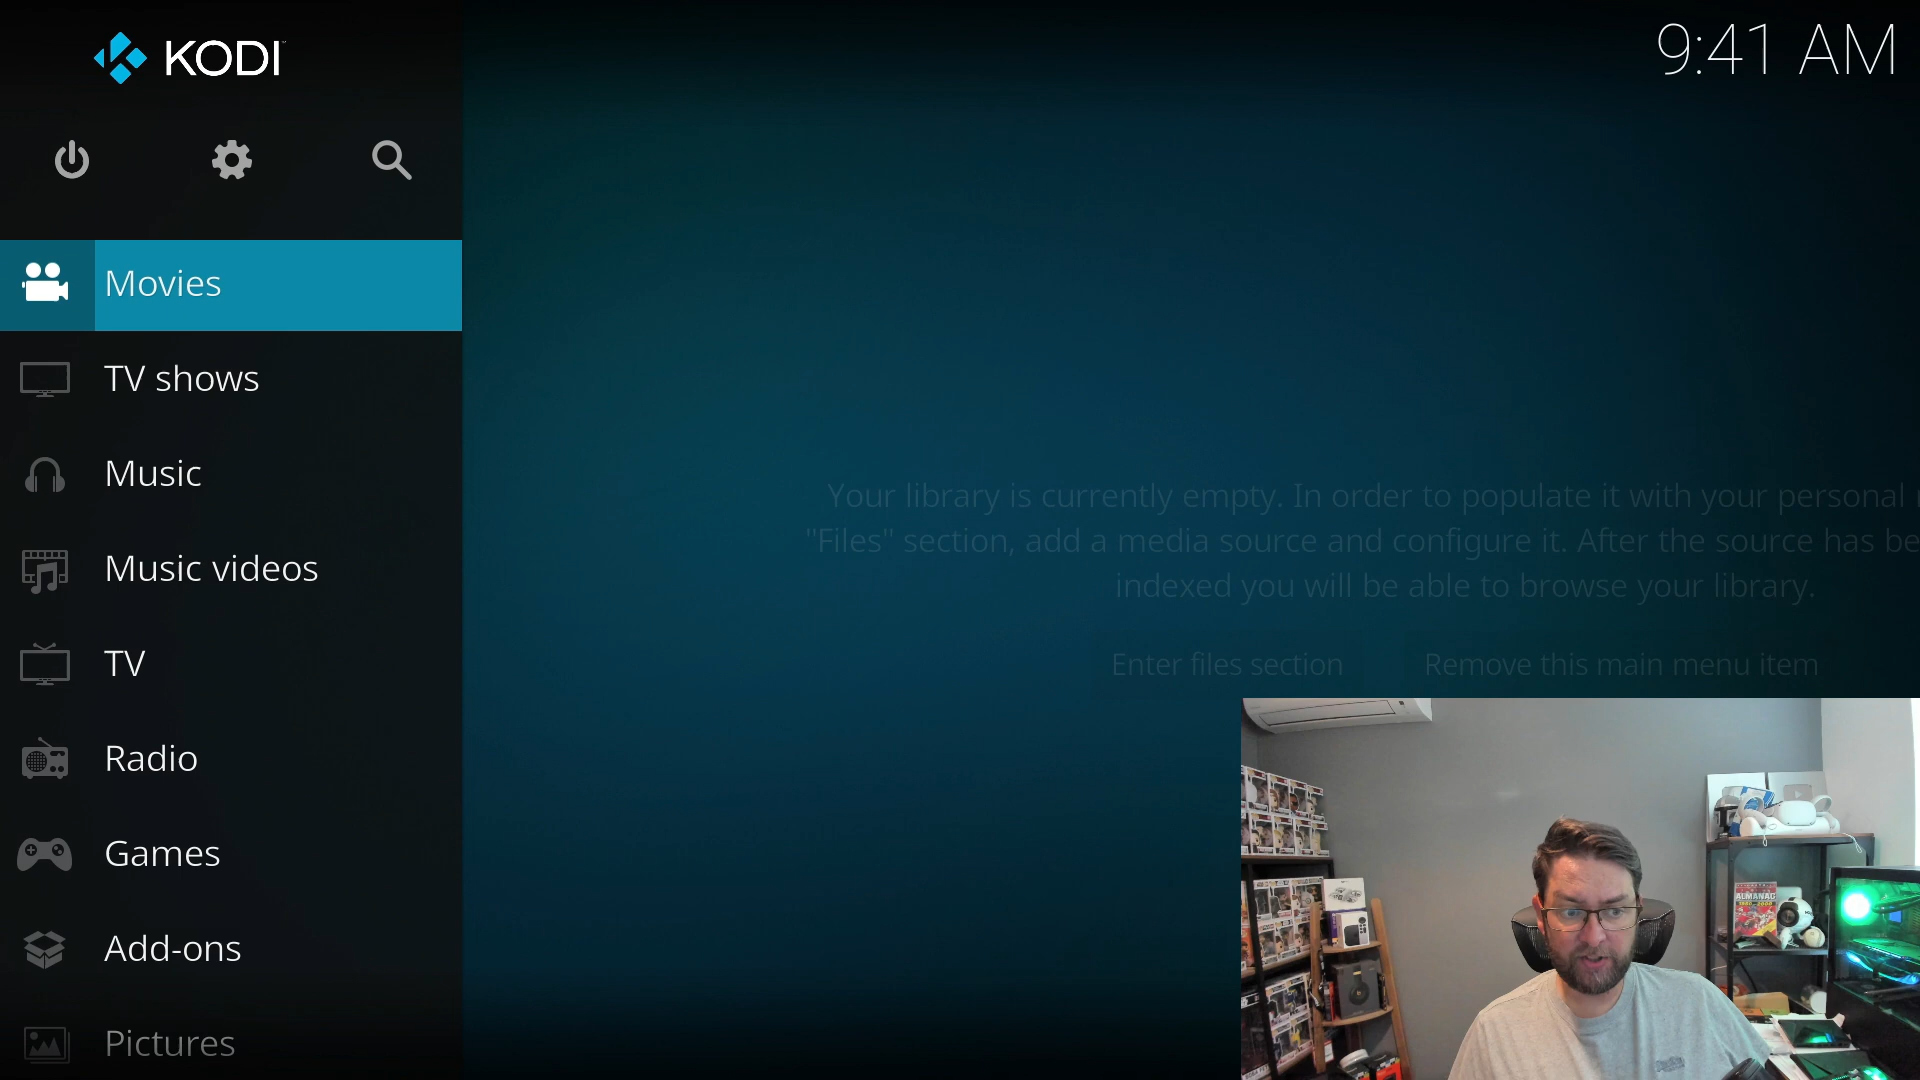 KODI
9:41 AM
Movies
TV shows
Music
Music videos
TV
Radio
Games
Add-ons
Pictures
Your library is currently empty. In order to populate it with your personal
"Files" section, add a media source and configure it. After the source has be
indexed you will be able to browse your library.
Enter files section
Remove this main menu item
ALMANAC